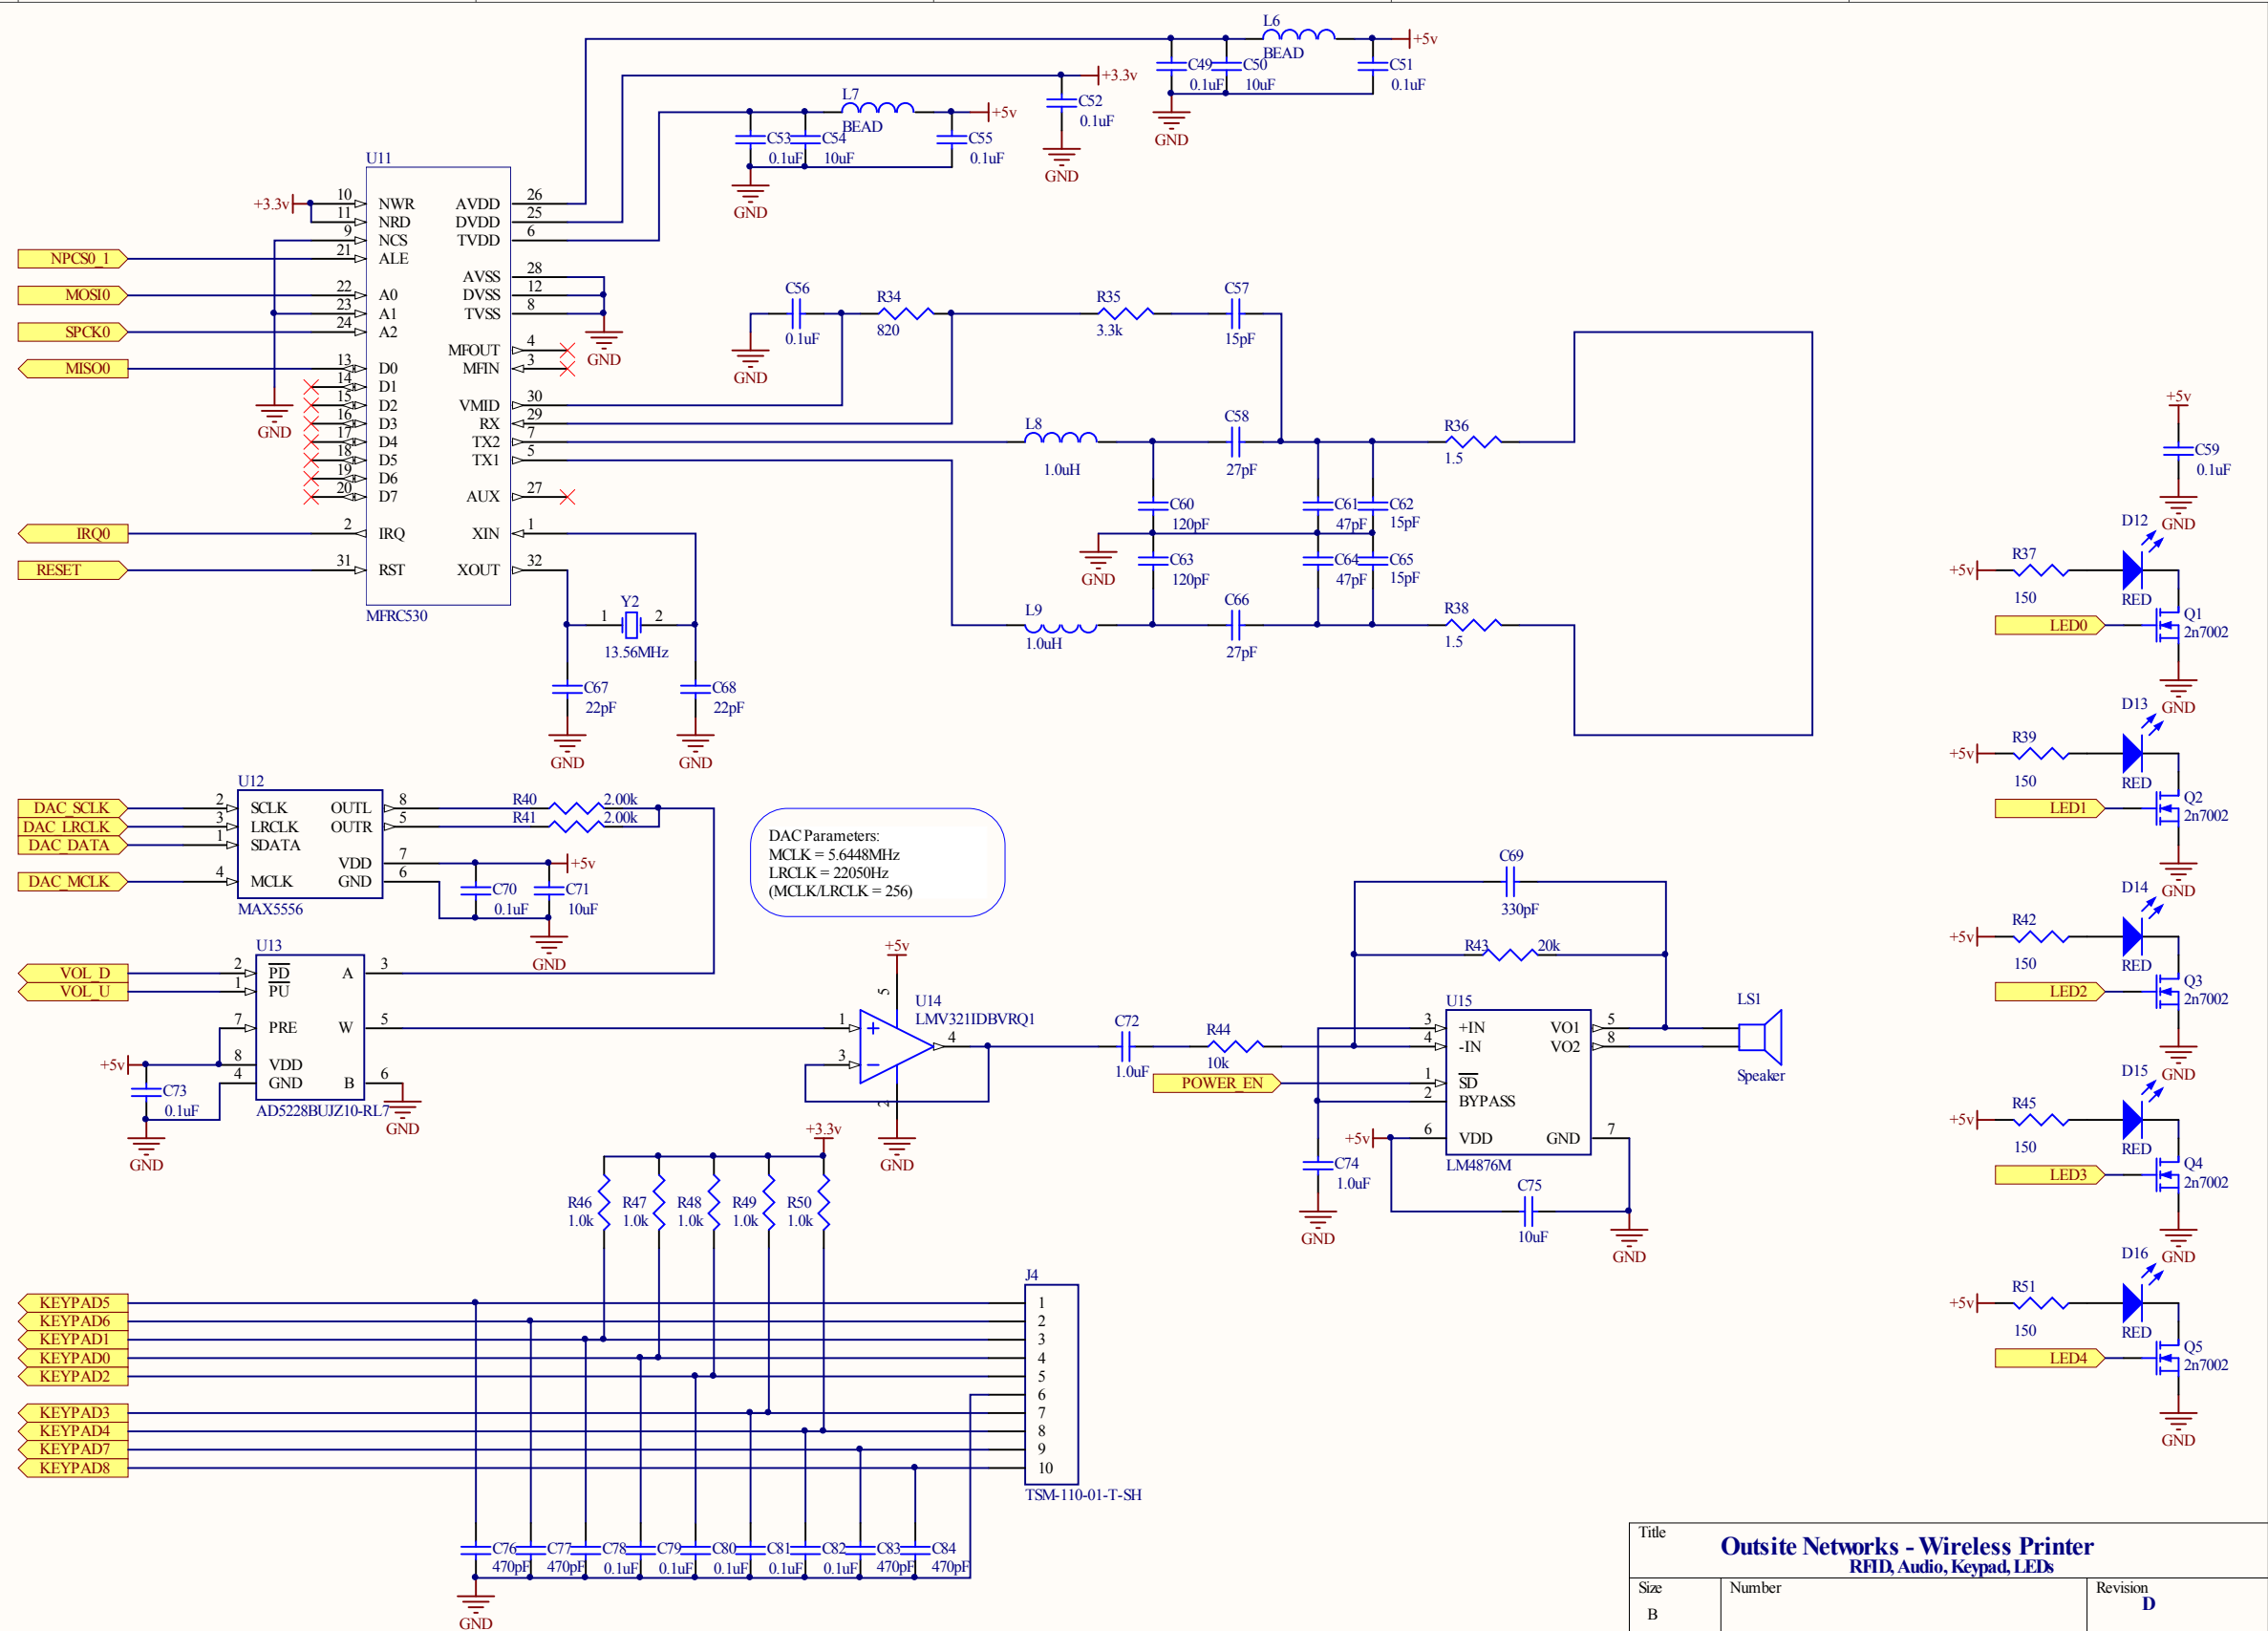 L6
BEAD
+5v
C49
0.1uF
C50
10uF
C51
0.1uF
GND
+3.3v
C52
0.1uF
GND
L7
BEAD
+5v
C53
0.1uF
C54
10uF
C55
0.1uF
GND
U11
+3.3v
10 NWR
11 NRD
9 NCS
21 ALE
22 A0
23 A1
24 A2
13 D0
14 D1
15 D2
16 D3
17 D4
18 D5
19 D6
20 D7
2 IRQ
31 RST
AVDD 26
DVDD 25
TVDD 6
AVSS 28
DVSS 12
TVSS 8
MFOUT 4
MFIN 3
VMID 30
RX 29
TX2 7
TX1 5
AUX 27
XIN 1
XOUT 32
MFRC530
NPCS0_1
MOSI0
SPCK0
MISO0
IRQ0
RESET
GND
GND
C56
0.1uF
GND
R34
820
R35
3.3k
C57
15pF
L8
1.0uH
C58
27pF
R36
1.5
C60
120pF
C61
47pF
C62
15pF
GND
C63
120pF
C64
47pF
C65
15pF
L9
1.0uH
C66
27pF
R38
1.5
Y2
1 2
13.56MHz
C67
22pF
GND
C68
22pF
GND
+5v
C59
0.1uF
GND
D12
R37
+5v
150
RED
LED0
Q1
2n7002
GND
D13
R39
+5v
150
RED
LED1
Q2
2n7002
GND
D14
R42
+5v
150
RED
LED2
Q3
2n7002
GND
D15
R45
+5v
150
RED
LED3
Q4
2n7002
GND
D16
R51
+5v
150
RED
LED4
Q5
2n7002
GND
U12
DAC_SCLK
DAC_LRCLK
DAC_DATA
DAC_MCLK
2 SCLK
3 LRCLK
1 SDATA
4 MCLK
OUTL 8
OUTR 5
VDD 7
GND 6
MAX5556
R40 2.00k
R41 2.00k
+5v
C70
0.1uF
C71
10uF
GND
DAC Parameters:
MCLK = 5.6448MHz
LRCLK = 22050Hz
(MCLK/LRCLK = 256)
U13
VOL_D
VOL_U
2 PD
1 PU
7 PRE
8 VDD
4 GND
A 3
W 5
B 6
AD5228BUJZ10-RL7
+5v
C73
0.1uF
GND
GND
+5v
5
U14
LMV321IDBVRQ1
1
+
3
−
4
2
GND
C72
1.0uF
R44
10k
POWER_EN
C69
330pF
R43 20k
U15
3 +IN
4 -IN
1 SD
2 BYPASS
6 VDD
VO1 5
VO2 8
GND 7
LM4876M
LS1
Speaker
+5v
C74
1.0uF
GND
C75
10uF
GND
+3.3v
R46
1.0k
R47
1.0k
R48
1.0k
R49
1.0k
R50
1.0k
KEYPAD5
KEYPAD6
KEYPAD1
KEYPAD0
KEYPAD2
KEYPAD3
KEYPAD4
KEYPAD7
KEYPAD8
J4
1
2
3
4
5
6
7
8
9
10
TSM-110-01-T-SH
C76
470pF
C77
470pF
C78
0.1uF
C79
0.1uF
C80
0.1uF
C81
0.1uF
C82
0.1uF
C83
470pF
C84
470pF
GND
Title
Outsite Networks - Wireless Printer
RFID, Audio, Keypad, LEDs
Size
B
Number
Revision
D